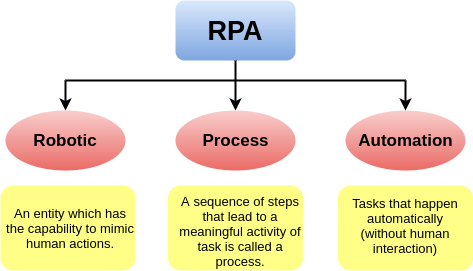 RPA
Robotic
Process
Automation
An entity which has
the capability to mimic
human actions.
A sequence of steps
that lead to a
meaningful activity of
task is called a
process.
Tasks that happen
automatically
(without human
interaction)